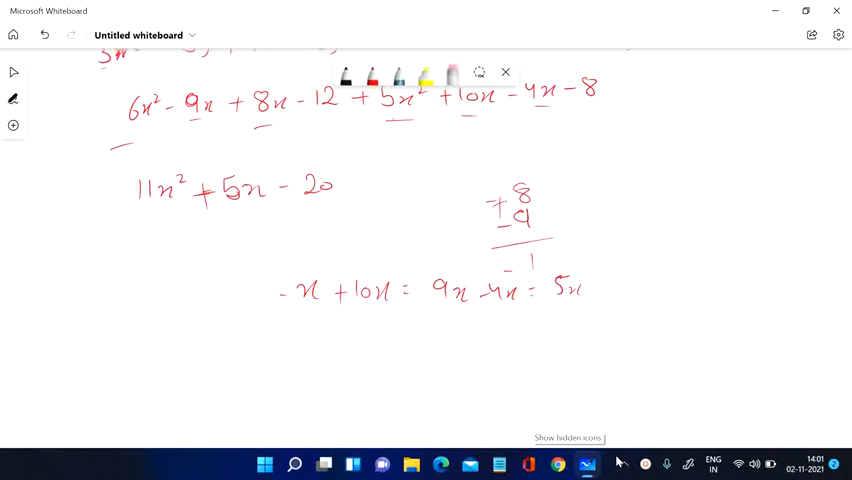 Microsoft Whiteboard
Untitled whiteboard
6x² - 9x + 8x - 12 + 5x² + 10x - 4x - 8
11x² + 5x - 20
+ 8
- 9
- 1
- x + 10x = 9x - 4x = 5x
Show hidden icons
ENG
IN
14:01
02-11-2021
2